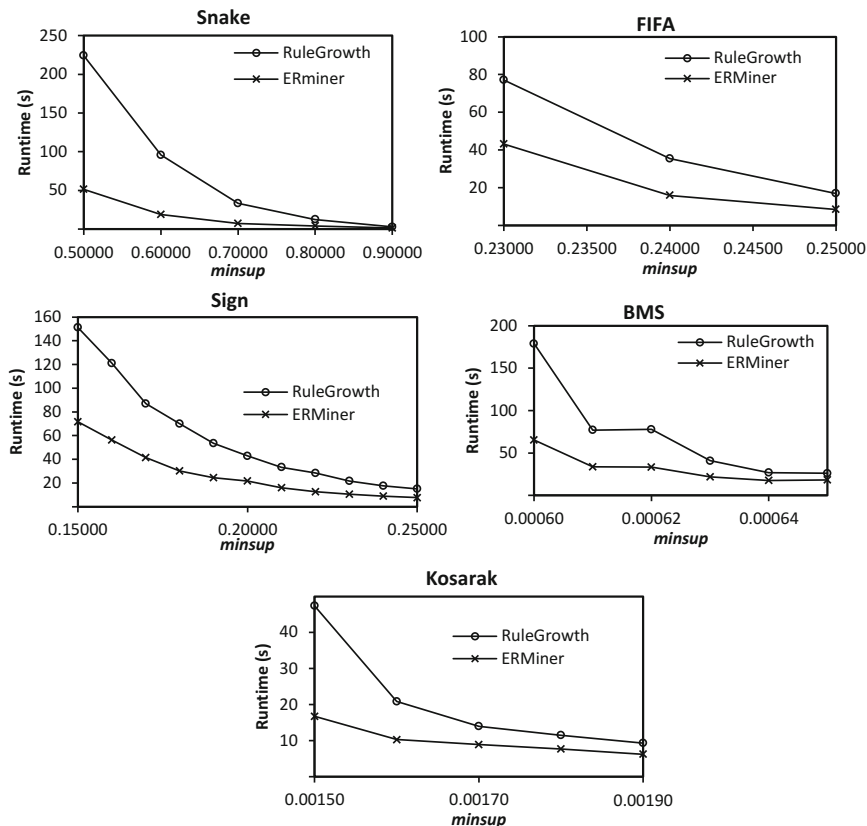 Snake
250
200
150
100
50
Runtime (s)
RuleGrowth
ERminer
0.50000 0.60000 0.70000 0.80000 0.90000
minsup
FIFA
100
80
60
40
20
Runtime (s)
RuleGrowth
ERMiner
0.23000 0.23500 0.24000 0.24500 0.25000
minsup
Sign
160
140
120
100
80
60
40
20
Runtime (s)
RuleGrowth
ERMiner
0.15000 0.20000 0.25000
minsup
BMS
200
150
100
50
Runtime (s)
RuleGrowth
ERMiner
0.00060 0.00062 0.00064
minsup
Kosarak
40
30
20
10
Runtime (s)
RuleGrowth
ERMiner
0.00150 0.00170 0.00190
minsup